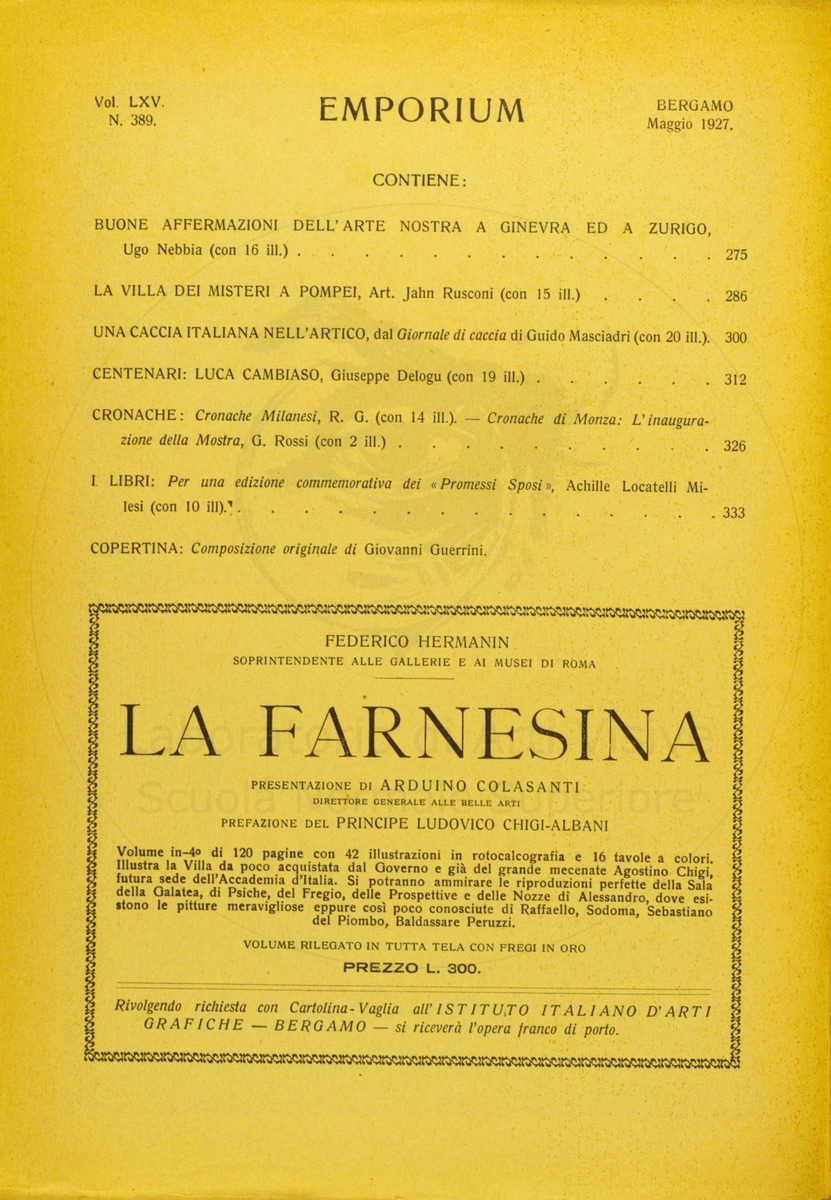 Vol. LXV.
N. 389.
EMPORIUM
BERGAMO
Maggio 1927.
CONTIENE:
BUONE AFFERMAZIONI DELL'ARTE NOSTRA A GINEVRA ED A ZURIGO,
Ugo Nebbia (con 16 ill.) . . . . . . . . . . . . 275
LA VILLA DEI MISTERI A POMPEI, Art. Jahn Rusconi (con 15 ill.) . . . . 286
UNA CACCIA ITALIANA NELL'ARTICO, dal Giornale di caccia di Guido Masciadri (con 20 ill.). 300
CENTENARI: LUCA CAMBIASO, Giuseppe Delogu (con 19 ill.) . . . . . . 312
CRONACHE: Cronache Milanesi, R. G. (con 14 ill.). — Cronache di Monza: L'inaugura-
zione della Mostra, G. Rossi (con 2 ill.) . . . . . . . . . 326
I LIBRI: Per una edizione commemorativa dei «Promessi Sposi», Achille Locatelli Mi-
lesi (con 10 ill). . . . . . . . . . . . . . . 333
COPERTINA: Composizione originale di Giovanni Guerrini.
FEDERICO HERMANIN
SOPRINTENDENTE ALLE GALLERIE E AI MUSEI DI ROMA
LA FARNESINA
PRESENTAZIONE DI ARDUINO COLASANTI
DIRETTORE GENERALE ALLE BELLE ARTI
PREFAZIONE DEL PRINCIPE LUDOVICO CHIGI-ALBANI
Volume in-4º di 120 pagine con 42 illustrazioni in rotocalcografia e 16 tavole a colori.
Illustra la Villa da poco acquistata dal Governo e già del grande mecenate Agostino Chigi,
futura sede dell'Accademia d'Italia. Si potranno ammirare le riproduzioni perfette della Sala
della Galatea, di Psiche, del Fregio, delle Prospettive e delle Nozze di Alessandro, dove esi-
stono le pitture meravigliose eppure così poco conosciute di Raffaello, Sodoma, Sebastiano
del Piombo, Baldassare Peruzzi.
VOLUME RILEGATO IN TUTTA TELA CON FREGI IN ORO
PREZZO L. 300.
Rivolgendo richiesta con Cartolina-Vaglia all'ISTITUTO ITALIANO D'ARTI
GRAFICHE — BERGAMO — si riceverà l'opera franco di porto.